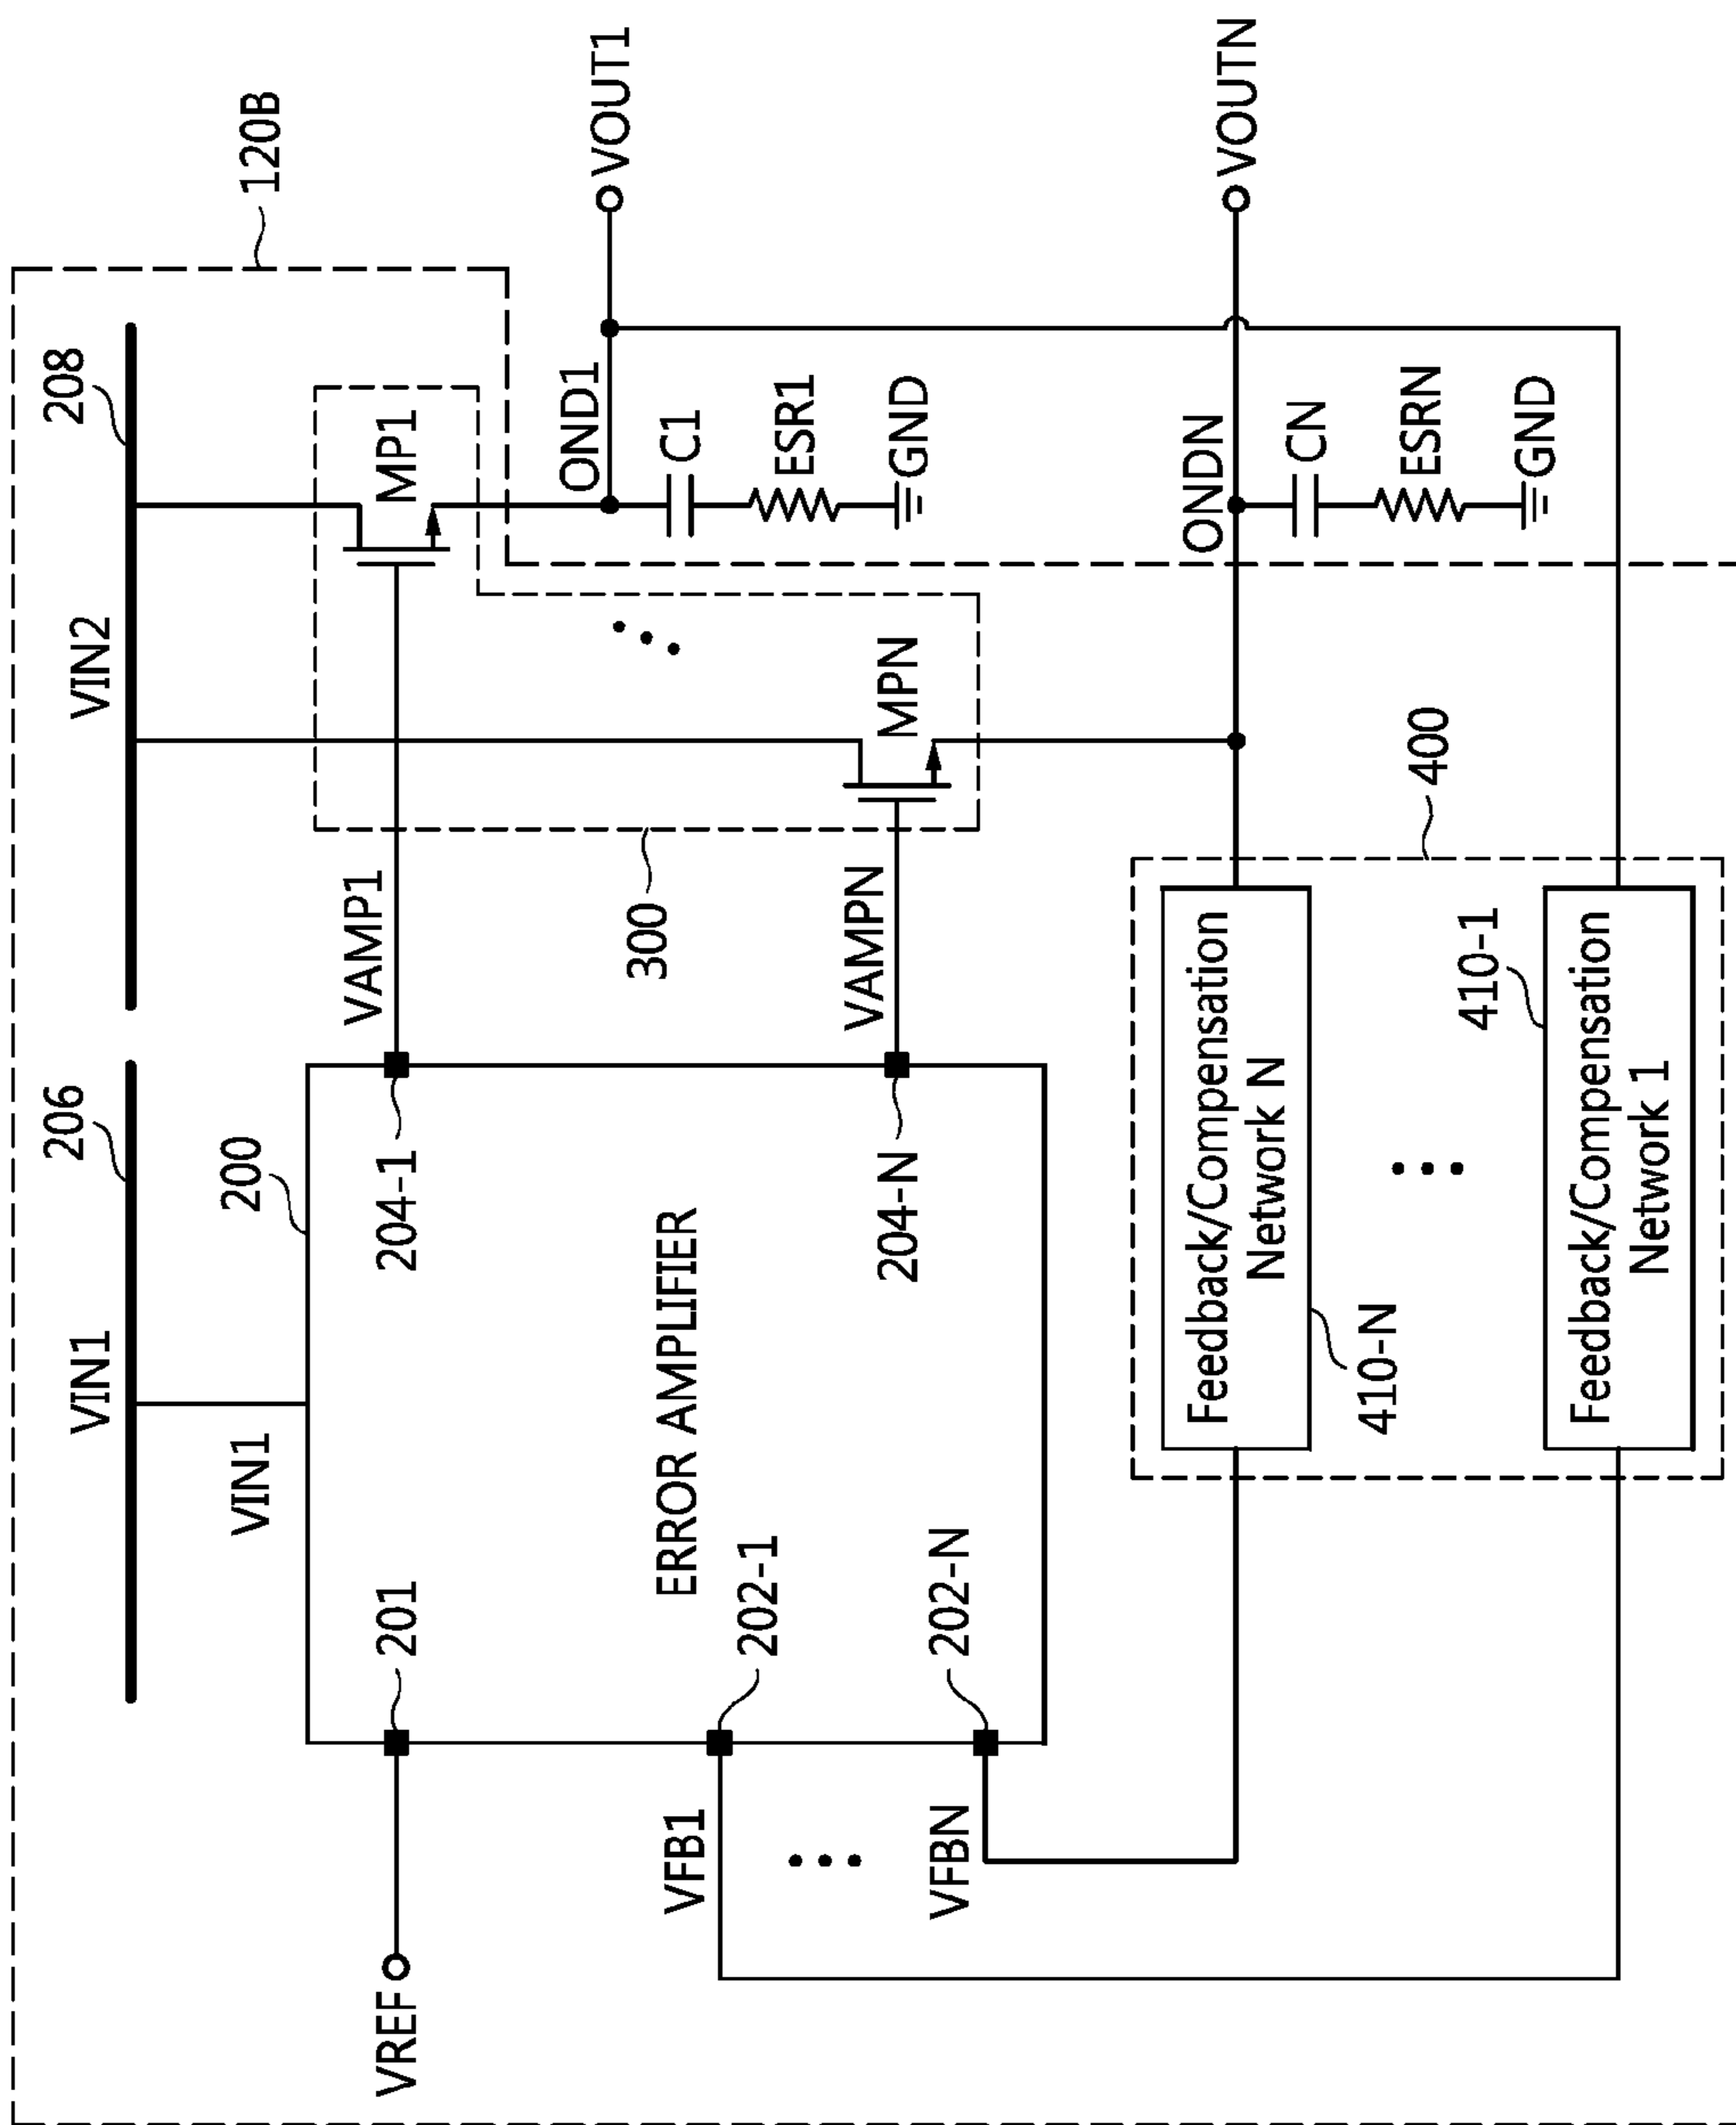 120B
206
208
VIN1
VIN2
VIN1
200
201
204-1
VAMP1
MP1
VREF
OND1
VOUT1
ERROR AMPLIFIER
300
C1
VFB1
202-1
ESR1
204-N
VAMPN
MPN
GND
VFBN
202-N
ONDN
VOUTN
Feedback/Compensation
Network N
CN
410-N
400
ESRN
410-1
GND
Feedback/Compensation
Network 1